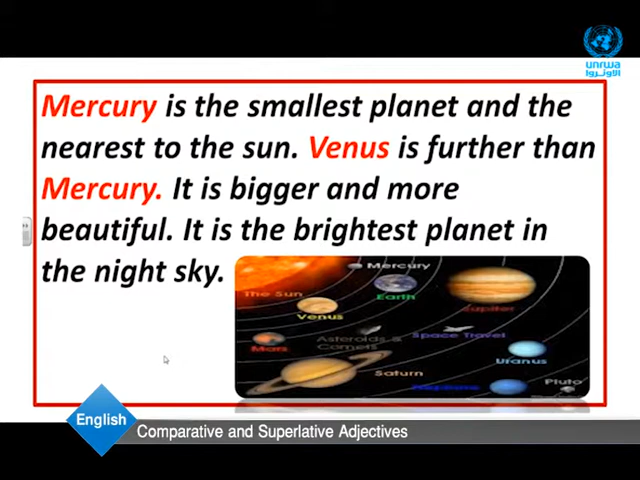 unrwa
الأونروا
Mercury is the smallest planet and the
nearest to the sun. Venus is further than
Mercury. It is bigger and more
beautiful. It is the brightest planet in
the night sky.
Mercury
The Sun
Earth
Jupiter
Venus
Asteroids &
Comets
Space Travel
Mars
Uranus
Saturn
Neptune
Pluto
English
Comparative and Superlative Adjectives